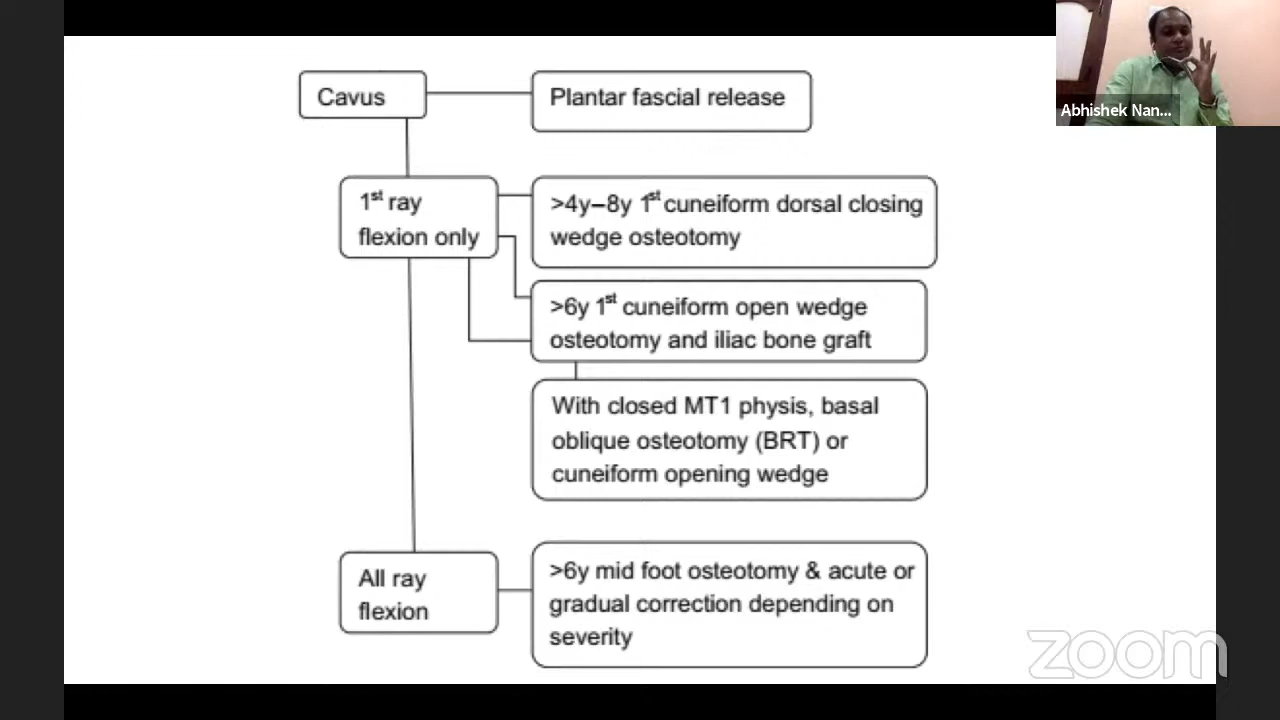 Cavus
Plantar fascial release
1st ray
flexion only
>4y–8y 1st cuneiform dorsal closing
wedge osteotomy
>6y 1st cuneiform open wedge
osteotomy and iliac bone graft
With closed MT1 physis, basal
oblique osteotomy (BRT) or
cuneiform opening wedge
All ray
flexion
>6y mid foot osteotomy & acute or
gradual correction depending on
severity
Abhishek Nan...
zoom